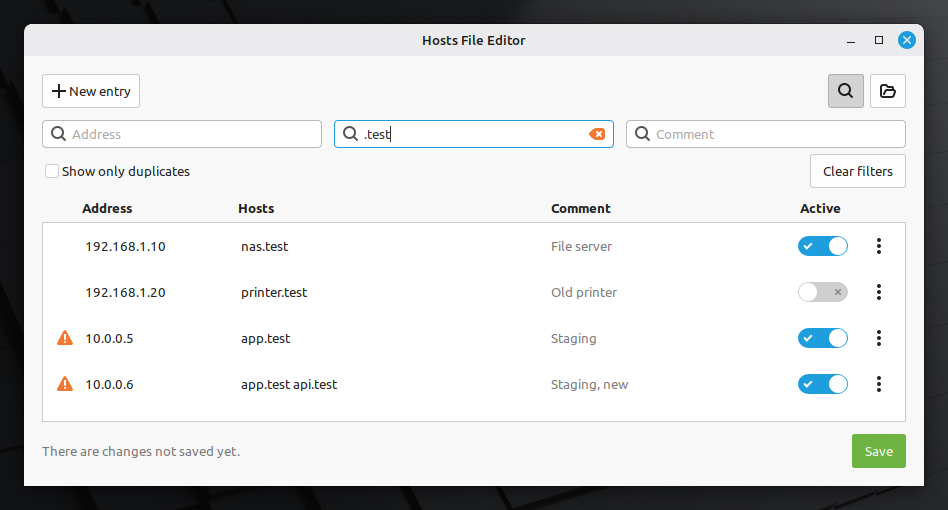 Hosts File Editor
New entry
Address
.test
Comment
Show only duplicates
Clear filters
Address Hosts Comment Active
192.168.1.10 nas.test File server
192.168.1.20 printer.test Old printer
10.0.0.5 app.test Staging
10.0.0.6 app.test api.test Staging, new
There are changes not saved yet.
Save